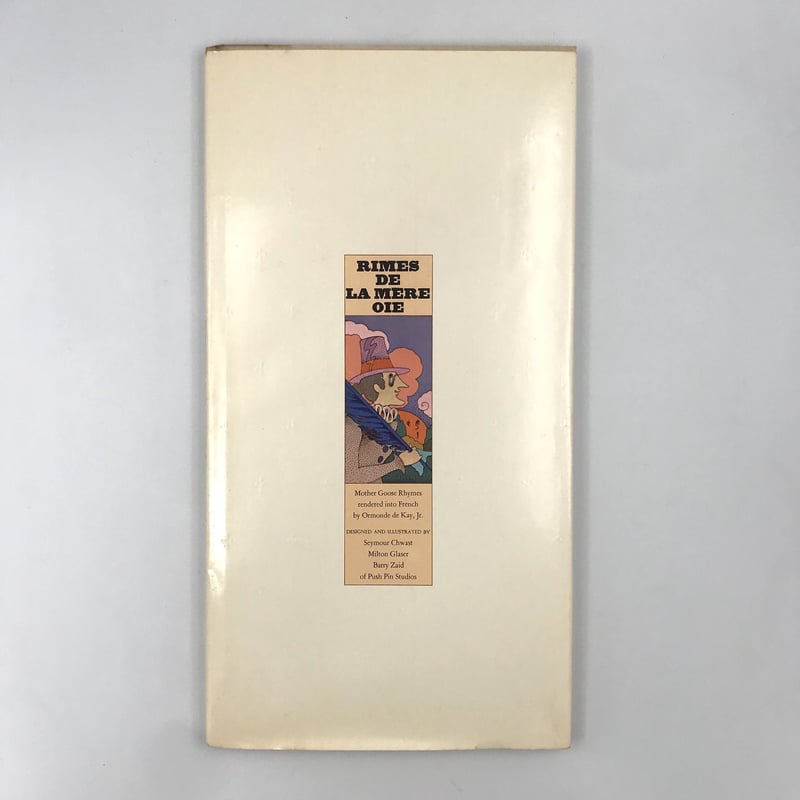 RIMES
DE
LA MÈRE
OIE
Mother Goose Rhymes
rendered into French
by Ormonde de Kay, Jr.
DESIGNED AND ILLUSTRATED BY
Seymour Chwast
Milton Glaser
Barry Zaid
of Push Pin Studios